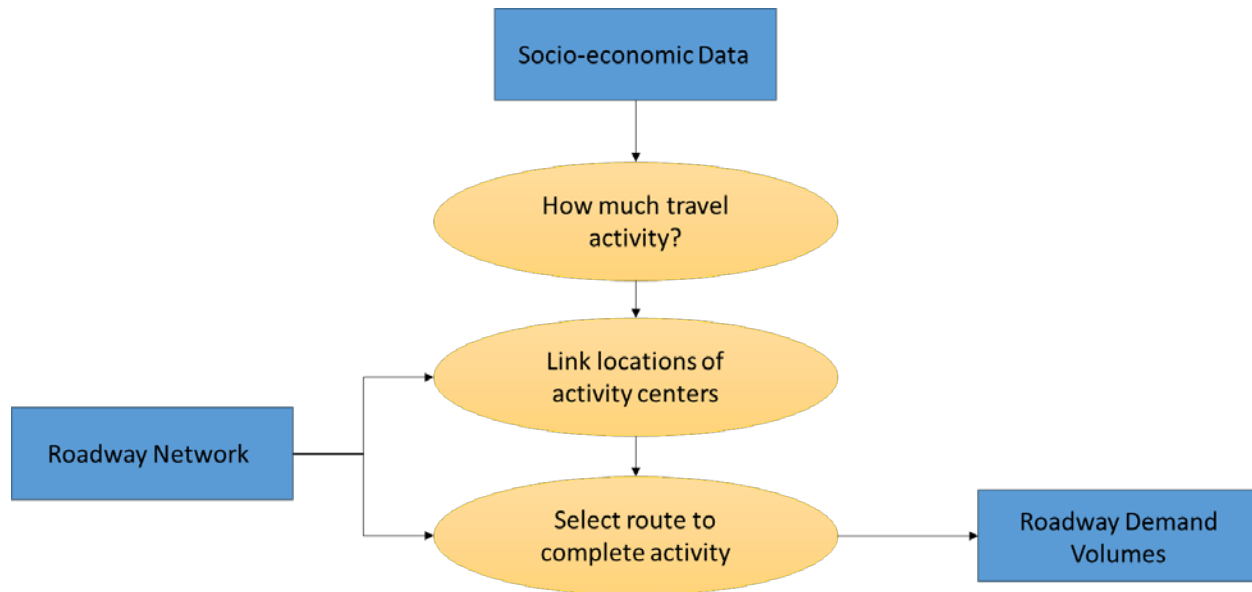 Socio-economic Data
How much travel
activity?
Link locations of
activity centers
Roadway Network
Select route to
complete activity
Roadway Demand
Volumes